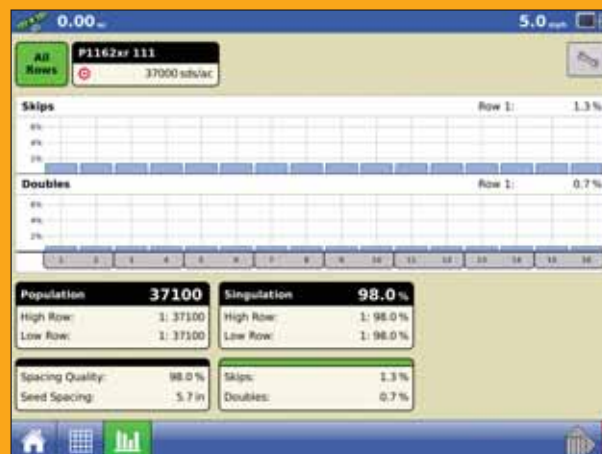 0.00 ac
5.0 mph
All Rows
P1162xr 111
37000 sds/ac
Skips Row 1: 1.3 %
6%
4%
2%
Doubles Row 1: 0.7 %
6%
4%
2%
1 2 3 4 5 6 7 8 9 10 11 12 13 14 15 16
Population 37100
High Row: 1: 37100
Low Row: 1: 37100
Singulation 98.0 %
High Row: 1: 98.0 %
Low Row: 1: 98.0 %
Spacing Quality: 98.0 %
Seed Spacing: 5.7 in
Skips: 1.3 %
Doubles: 0.7 %